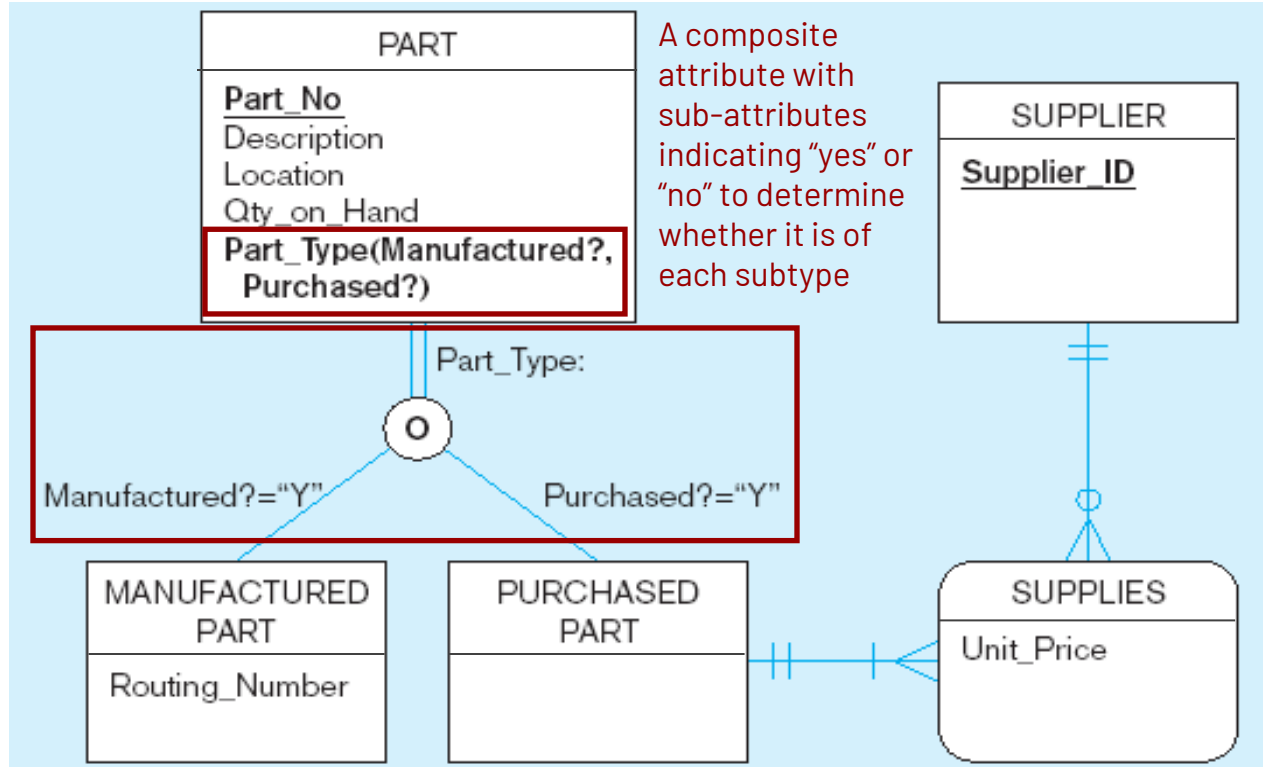 PART
Part_No
Description
Location
Qty_on_Hand
Part_Type(Manufactured?,
Purchased?)
A composite
attribute with
sub-attributes
indicating “yes” or
“no” to determine
whether it is of
each subtype
SUPPLIER
Supplier_ID
Part_Type:
O
Manufactured?=“Y”
Purchased?=“Y”
MANUFACTURED
PART
Routing_Number
PURCHASED
PART
SUPPLIES
Unit_Price